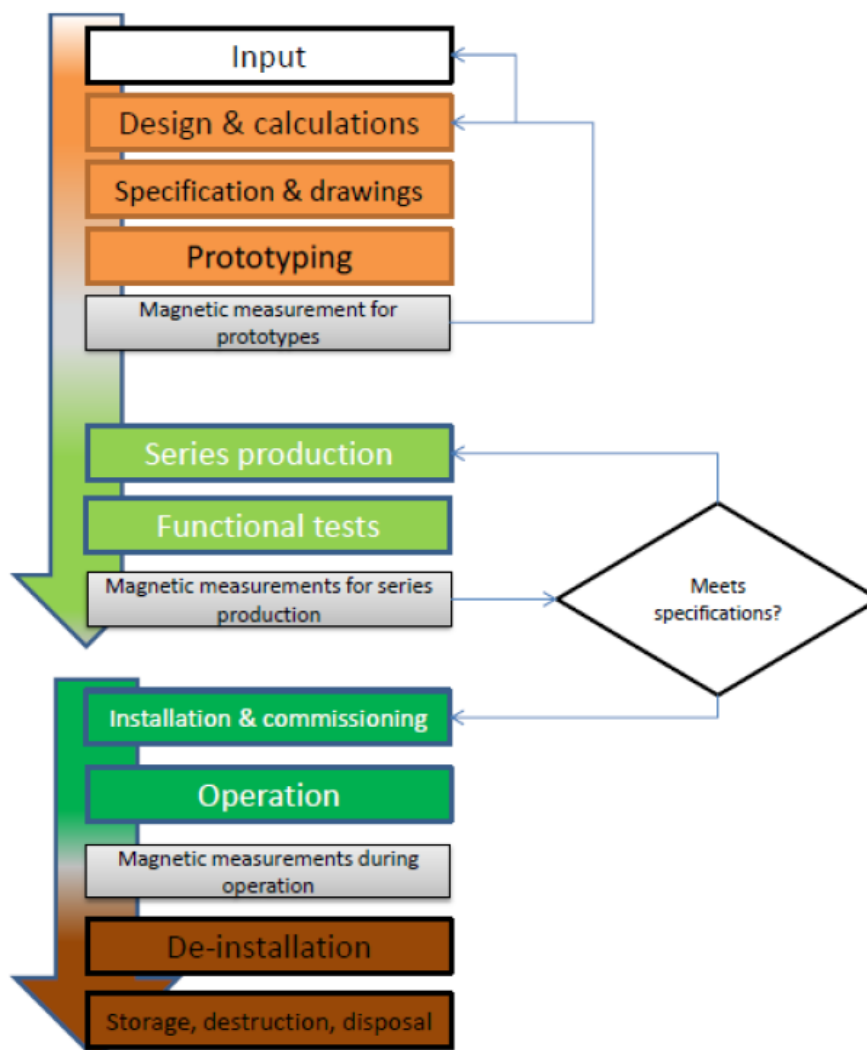 Input
Design & calculations
Specification & drawings
Prototyping
Magnetic measurement for
prototypes
Series production
Functional tests
Magnetic measurements for series
production
Meets
specifications?
Installation & commissioning
Operation
Magnetic measurements during
operation
De-installation
Storage, destruction, disposal